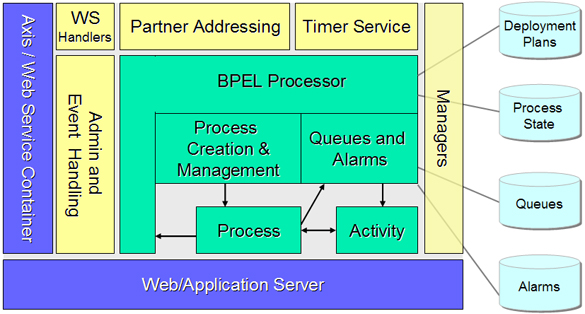 Axis / Web Service Container
WS
Handlers
Partner Addressing
Timer Service
Admin and
Event Handling
BPEL Processor
Process
Creation &
Management
Queues and
Alarms
Process
Activity
Managers
Web/Application Server
Deployment
Plans
Process
State
Queues
Alarms